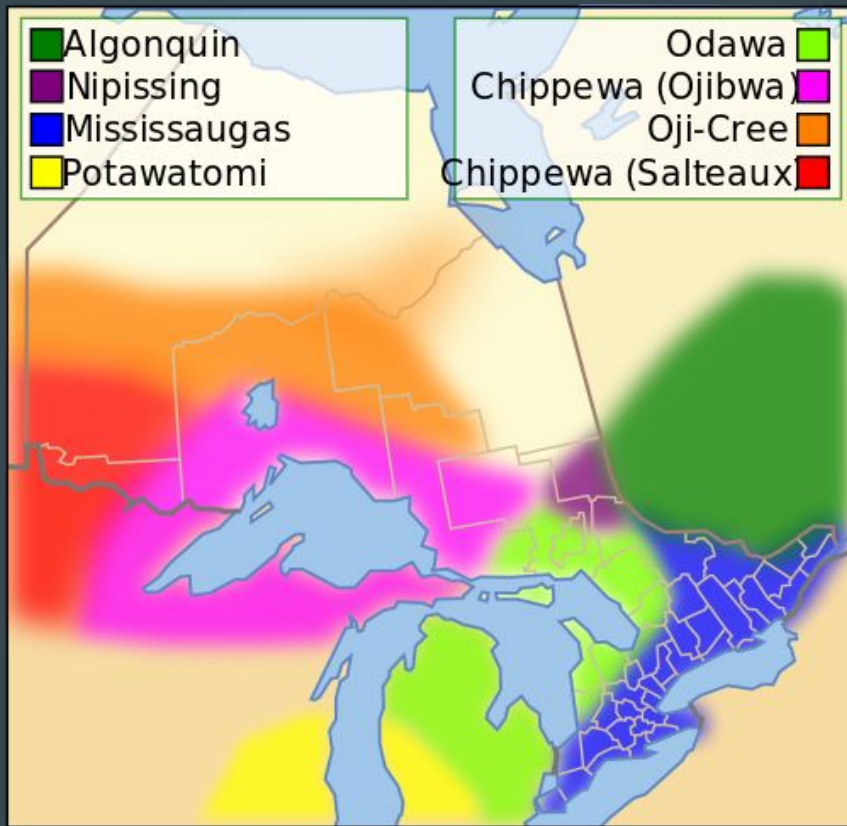 Algonquin
Nipissing
Mississaugas
Potawatomi
Odawa
Chippewa (Ojibwa)
Oji-Cree
Chippewa (Salteaux)